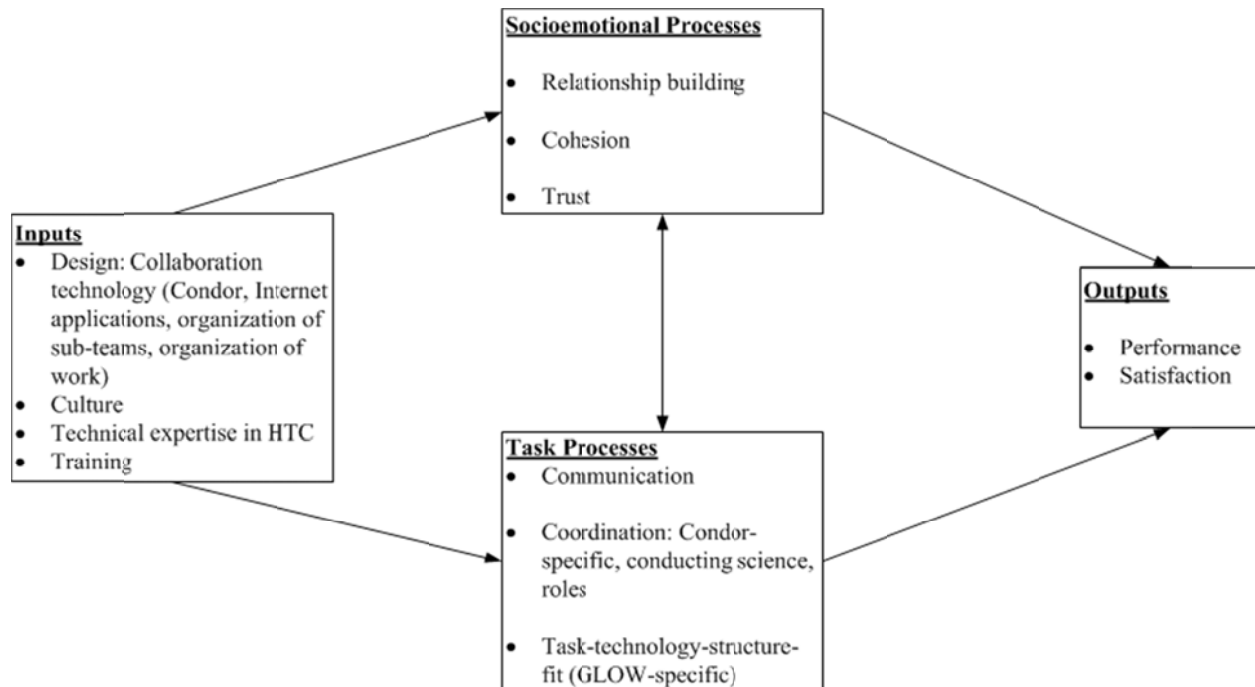 Socioemotional Processes
• Relationship building
• Cohesion
• Trust
Inputs
• Design: Collaboration
technology (Condor, Internet
applications, organization of
sub-teams, organization of
work)
• Culture
• Technical expertise in HTC
• Training
Task Processes
• Communication
• Coordination: Condor-
specific, conducting science,
roles
• Task-technology-structure-
fit (GLOW-specific)
Outputs
• Performance
• Satisfaction